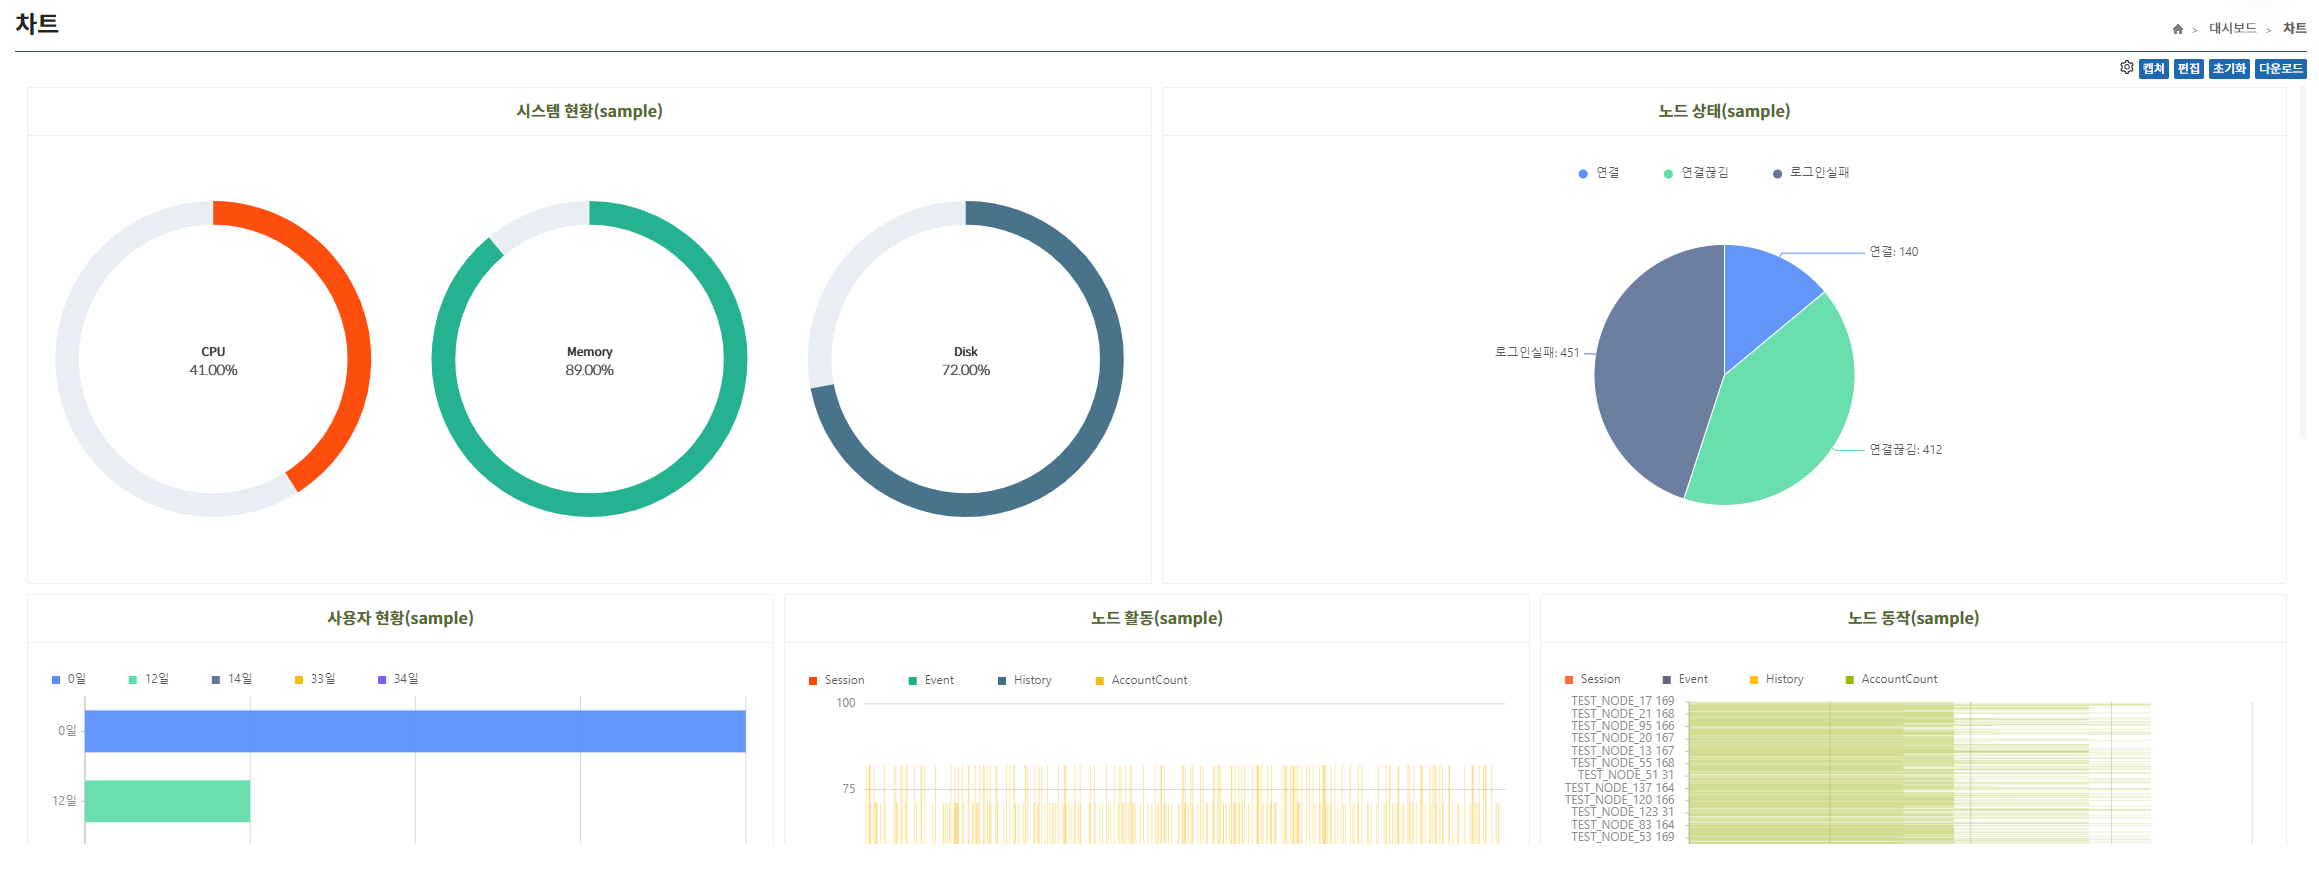 차트
> 대시보드 > 차트
캡쳐 편집 초기화 다운로드
시스템 현황(sample)
CPU
41.00%
Memory
89.00%
Disk
72.00%
노드 상태(sample)
연결 연결끊김 로그인실패
연결: 140
로그인실패: 451
연결끊김: 412
사용자 현황(sample)
0일 12일 14일 33일 34일
0일
12일
노드 활동(sample)
Session Event History AccountCount
100
75
노드 동작(sample)
Session Event History AccountCount
TEST_NODE_17 169
TEST_NODE_21 168
TEST_NODE_95 166
TEST_NODE_20 167
TEST_NODE_13 167
TEST_NODE_55 168
TEST_NODE_51 31
TEST_NODE_137 164
TEST_NODE_120 166
TEST_NODE_123 31
TEST_NODE_83 164
TEST_NODE_53 169